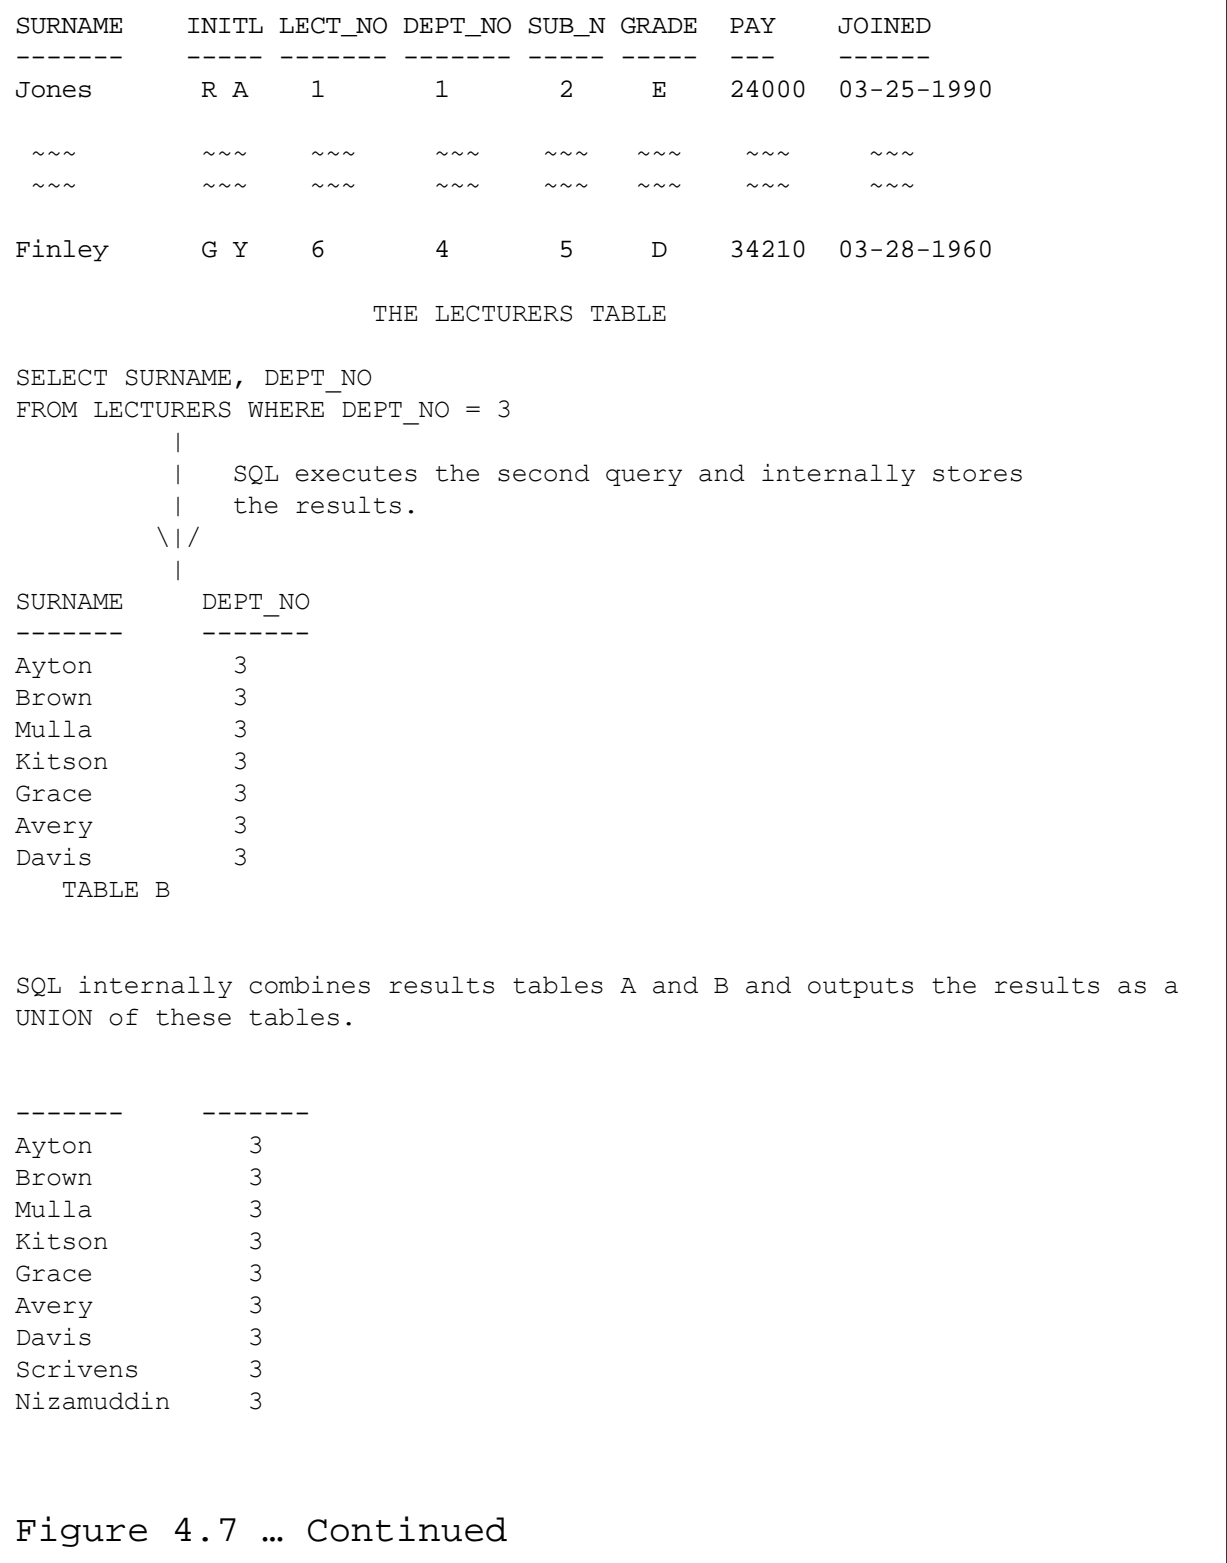 SURNAME    INITL LECT_NO DEPT_NO SUB_N GRADE  PAY    JOINED
-------    ----- ------- ------- ----- -----  ---    ------
Jones       R A    1       1       2     E    24000  03-25-1990
 ~~~        ~~~    ~~~     ~~~    ~~~   ~~~    ~~~     ~~~
 ~~~        ~~~    ~~~     ~~~    ~~~   ~~~    ~~~     ~~~
Finley      G Y    6       4       5     D    34210  03-28-1960
THE LECTURERS TABLE
SELECT SURNAME, DEPT_NO
FROM LECTURERS WHERE DEPT_NO = 3
|
|   SQL executes the second query and internally stores
|   the results.
\|/
|
SURNAME     DEPT_NO
-------     -------
Ayton         3
Brown         3
Mulla         3
Kitson        3
Grace         3
Avery         3
Davis         3
TABLE B
SQL internally combines results tables A and B and outputs the results as a
UNION of these tables.
-------     -------
Ayton          3
Brown          3
Mulla          3
Kitson         3
Grace          3
Avery          3
Davis          3
Scrivens       3
Nizamuddin     3
Figure 4.7 … Continued